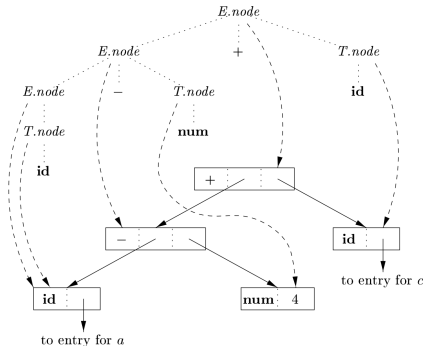 E.node
E.node + T.node
E.node − T.node id
T.node num
id
+
− id
to entry for c
id num 4
to entry for a